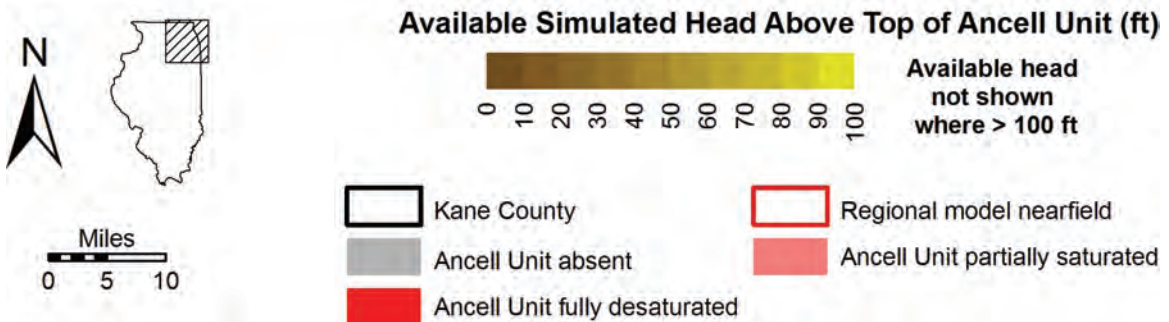 Available Simulated Head Above Top of Ancell Unit (ft)
N
0 10 20 30 40 50 60 70 80 90 100
Available head
not shown
where > 100 ft
Kane County
Regional model nearfield
Miles
0 5 10
Ancell Unit absent
Ancell Unit partially saturated
Ancell Unit fully desaturated